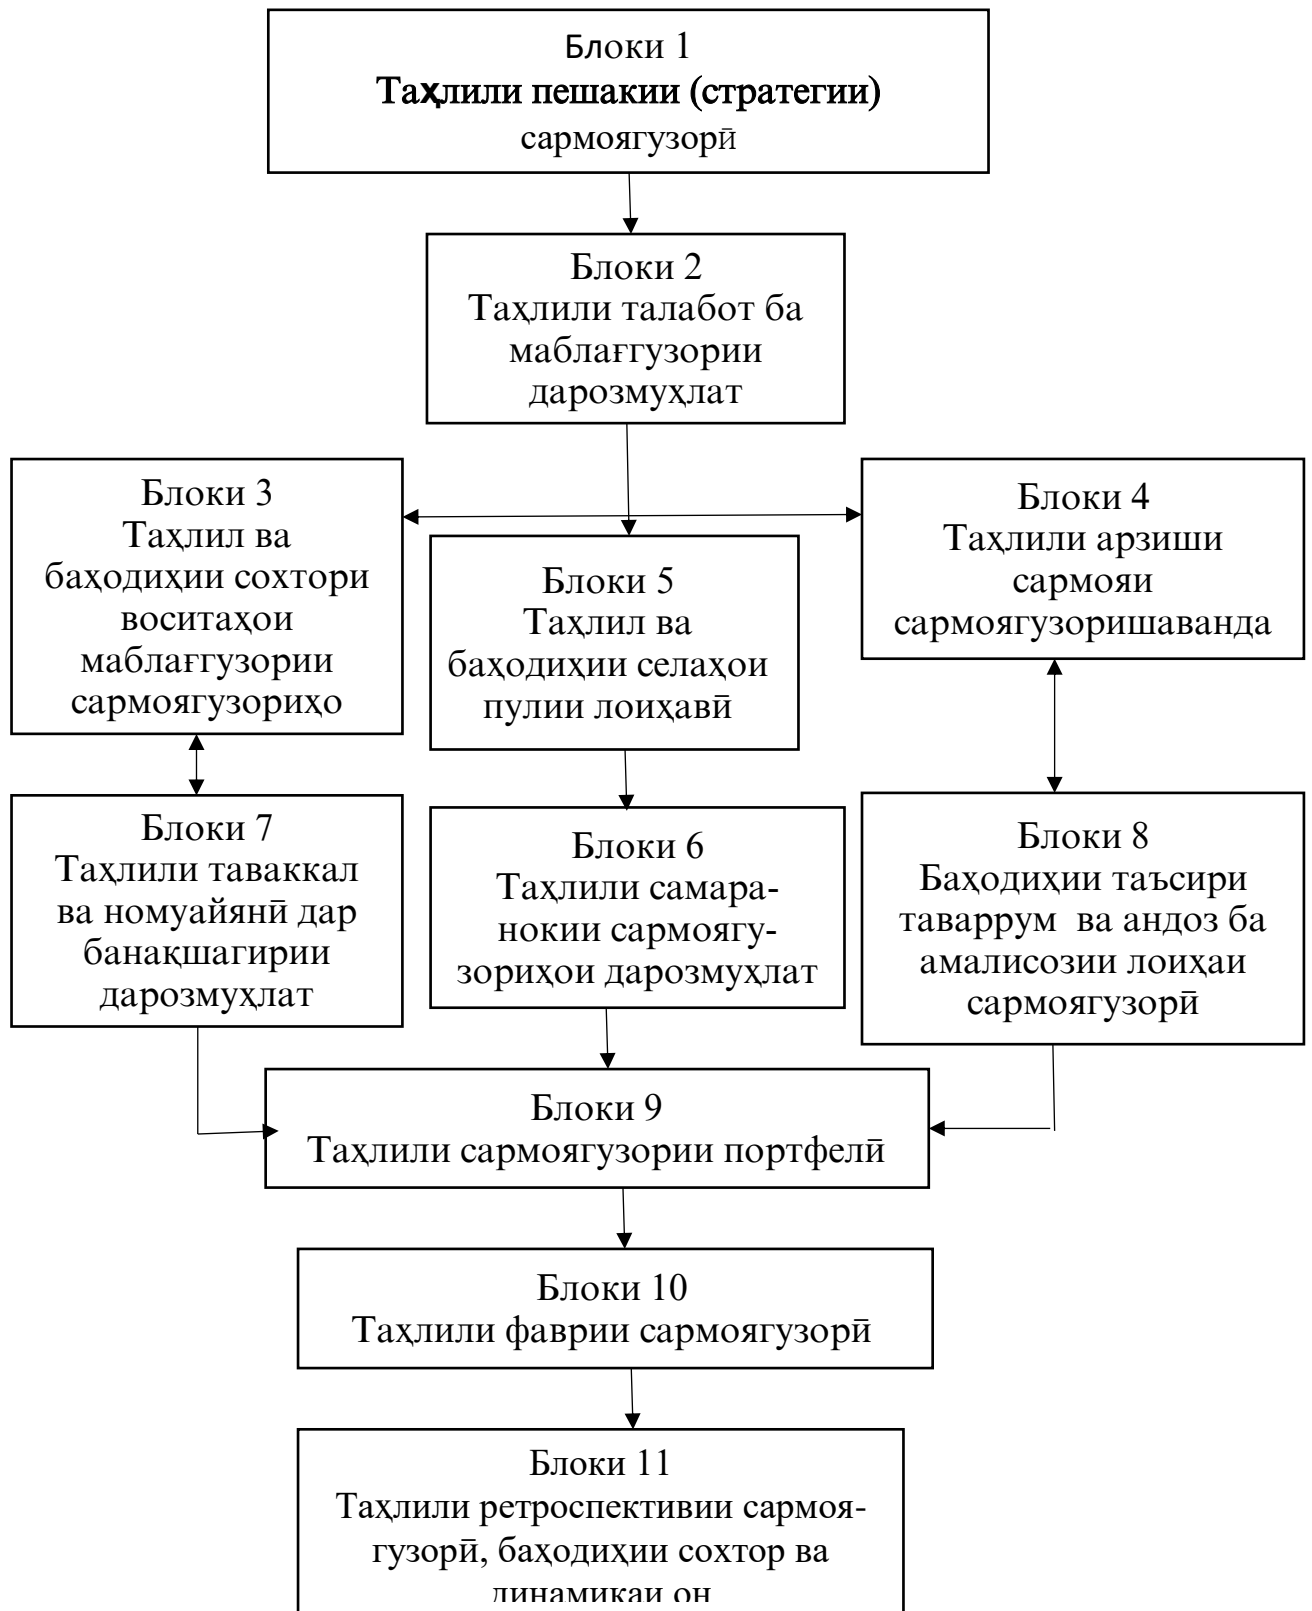 Блоки 1
Таҳлили пешакии (стратегии)
сармоягузорӣ
Блоки 2
Таҳлили талабот ба
маблағгузории
дарозмуҳлат
Блоки 3
Таҳлил ва
баҳодиҳии сохтори
воситаҳои
маблағгузории
сармоягузориҳо
Блоки 4
Таҳлили арзиши
сармояи
сармоягузоришаванда
Блоки 5
Таҳлил ва
баҳодиҳии селаҳои
пулии лоиҳавӣ
Блоки 7
Таҳлили таваккал
ва номуайянӣ дар
банақшагирии
дарозмуҳлат
Блоки 6
Таҳлили самара-
нокии сармоягу-
зориҳои дарозмуҳлат
Блоки 8
Баҳодиҳии таъсири
таваррум ва андоз ба
амалисозии лоиҳаи
сармоягузорӣ
Блоки 9
Таҳлили сармоягузории портфелӣ
Блоки 10
Таҳлили фаврии сармоягузорӣ
Блоки 11
Таҳлили ретроспективии сармоя-
гузорӣ, баҳодиҳии сохтор ва
динамикаи он